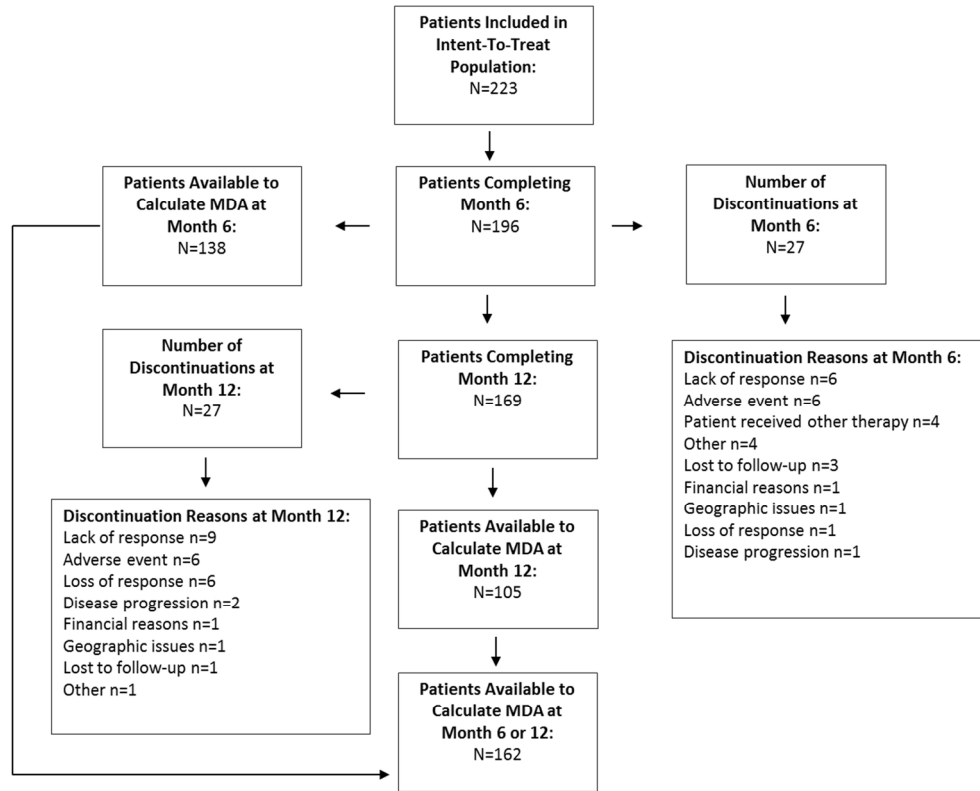 Patients Included in
Intent-To-Treat
Population:
N=223
Patients Available to
Calculate MDA at
Month 6:
N=138
Patients Completing
Month 6:
N=196
Number of
Discontinuations at
Month 6:
N=27
Number of
Discontinuations at
Month 12:
N=27
Patients Completing
Month 12:
N=169
Discontinuation Reasons at Month 6:
Lack of response n=6
Adverse event n=6
Patient received other therapy n=4
Other n=4
Lost to follow-up n=3
Financial reasons n=1
Geographic issues n=1
Loss of response n=1
Disease progression n=1
Discontinuation Reasons at Month 12:
Lack of response n=9
Adverse event n=6
Loss of response n=6
Disease progression n=2
Financial reasons n=1
Geographic issues n=1
Lost to follow-up n=1
Other n=1
Patients Available to
Calculate MDA at
Month 12:
N=105
Patients Available to
Calculate MDA at
Month 6 or 12:
N=162